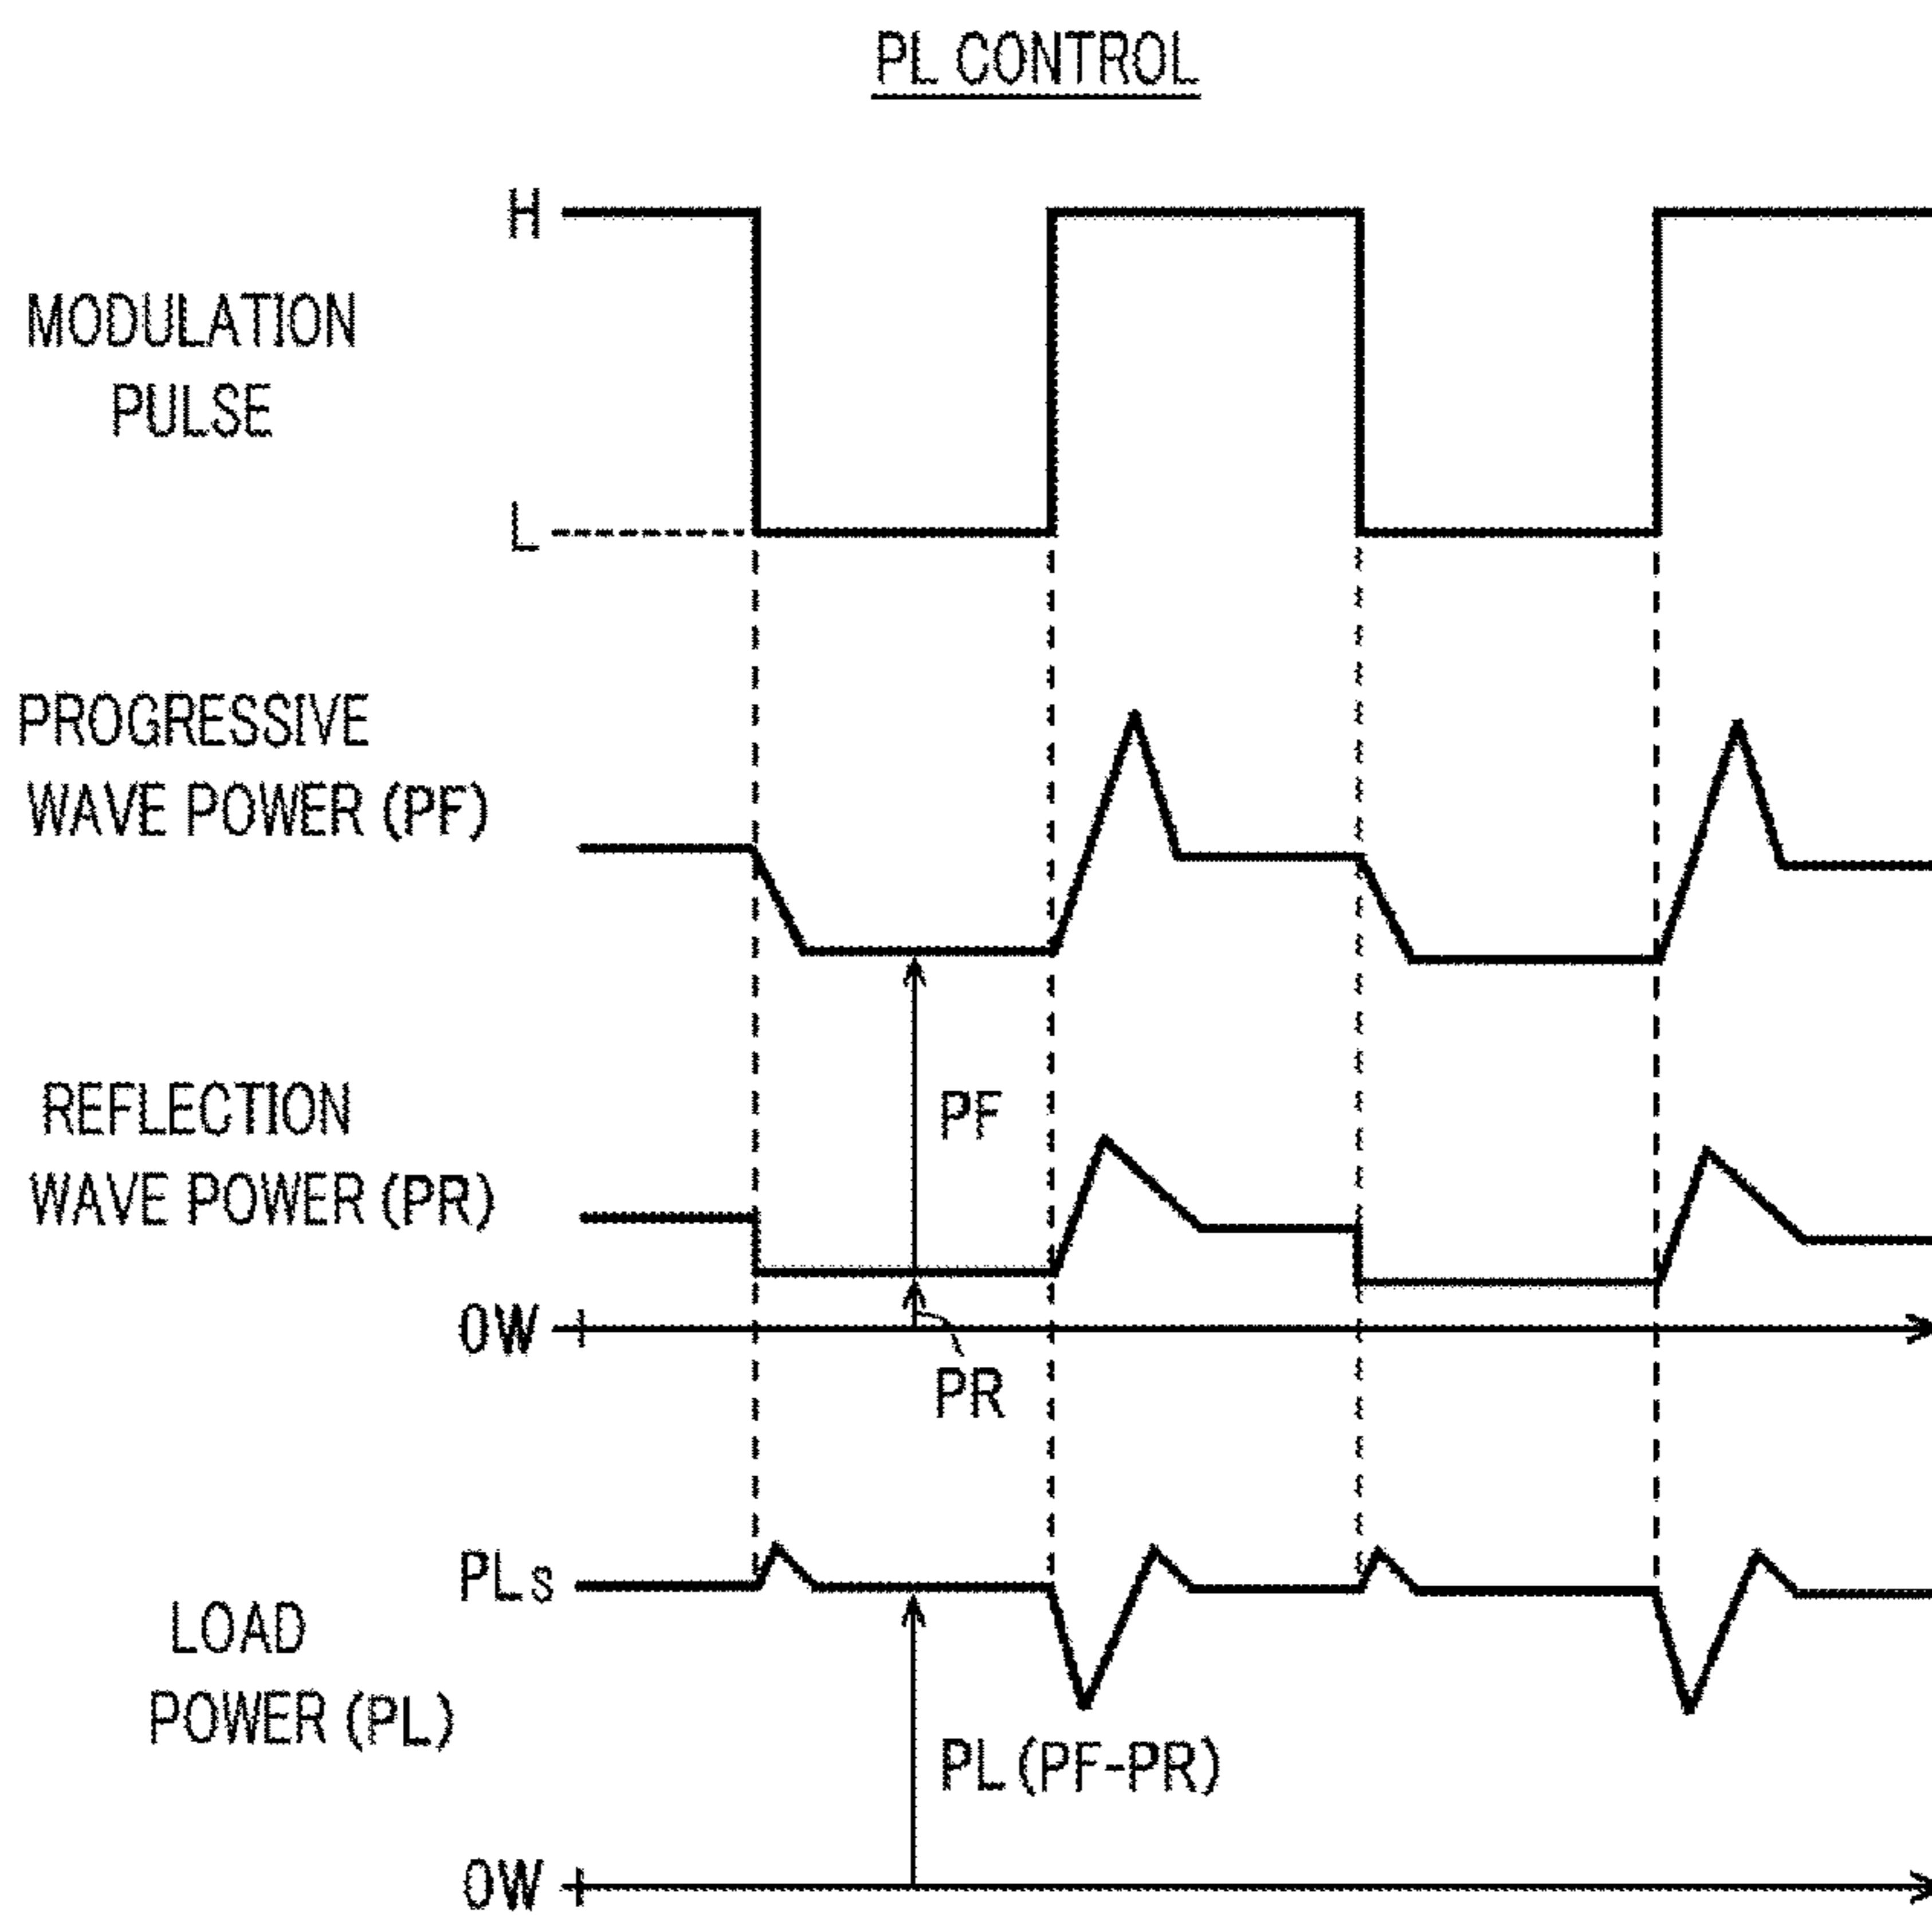 PL CONTROL
H
MODULATION
PULSE
L
PROGRESSIVE
WAVE POWER (PF)
PF
REFLECTION
WAVE POWER (PR)
0W
PR
PLs
LOAD
POWER (PL)
PL (PF-PR)
0W